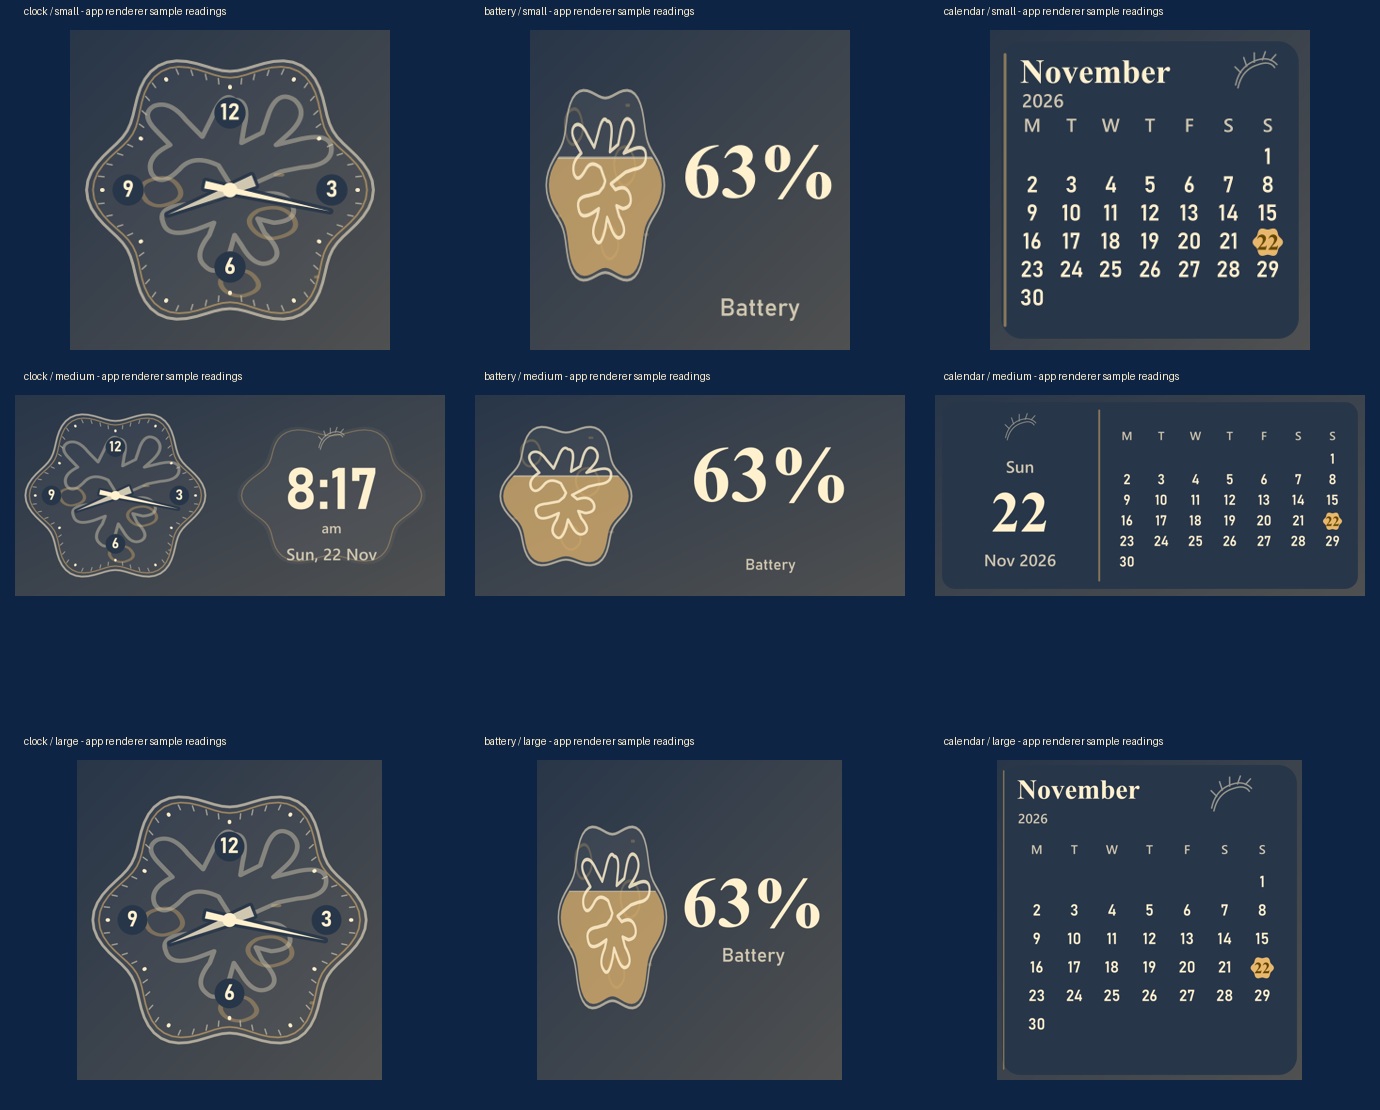 clock / small - app renderer sample readings
12
9
3
6
battery / small - app renderer sample readings
63%
Battery
calendar / small - app renderer sample readings
November
2026
M T W T F S S
1
2 3 4 5 6 7 8
9 10 11 12 13 14 15
16 17 18 19 20 21 22
23 24 25 26 27 28 29
30
clock / medium - app renderer sample readings
12
9
3
6
8:17
am
Sun, 22 Nov
battery / medium - app renderer sample readings
63%
Battery
calendar / medium - app renderer sample readings
Sun
22
Nov 2026
M T W T F S S
1
2 3 4 5 6 7 8
9 10 11 12 13 14 15
16 17 18 19 20 21 22
23 24 25 26 27 28 29
30
clock / large - app renderer sample readings
12
9
3
6
battery / large - app renderer sample readings
63%
Battery
calendar / large - app renderer sample readings
November
2026
M T W T F S S
1
2 3 4 5 6 7 8
9 10 11 12 13 14 15
16 17 18 19 20 21 22
23 24 25 26 27 28 29
30